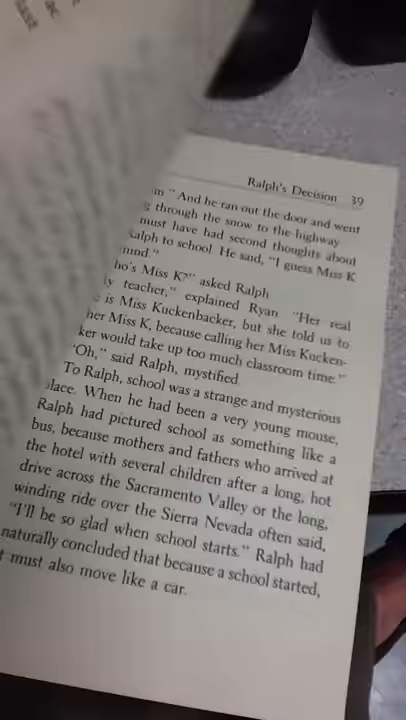 Ralph's Decision 39
" And he ran out the door and went
through the snow to the highway
must have had second thoughts about
Ralph to school. He said, "I guess Miss K
mind."
ho's Miss K?" asked Ralph
teacher," explained Ryan "Her real
is Miss Kuckenbacker, but she told us to
her Miss K, because calling her Miss Kucken-
ker would take up too much classroom time."
"Oh," said Ralph, mystified
To Ralph, school was a strange and mysterious
place. When he had been a very young mouse,
Ralph had pictured school as something like a
bus, because mothers and fathers who arrived at
the hotel with several children after a long, hot
drive across the Sacramento Valley or the long,
winding ride over the Sierra Nevada often said,
"I'll be so glad when school starts." Ralph had
naturally concluded that because a school started,
t must also move like a car.